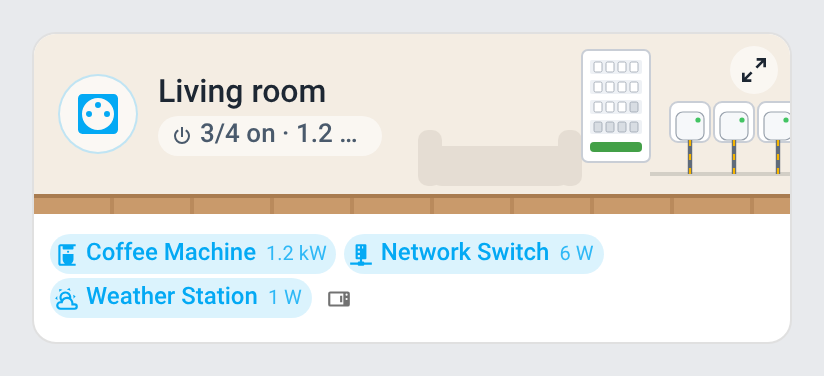 Living room
3/4 on · 1.2 ...
Coffee Machine 1.2 kW Network Switch 6 W
Weather Station 1 W